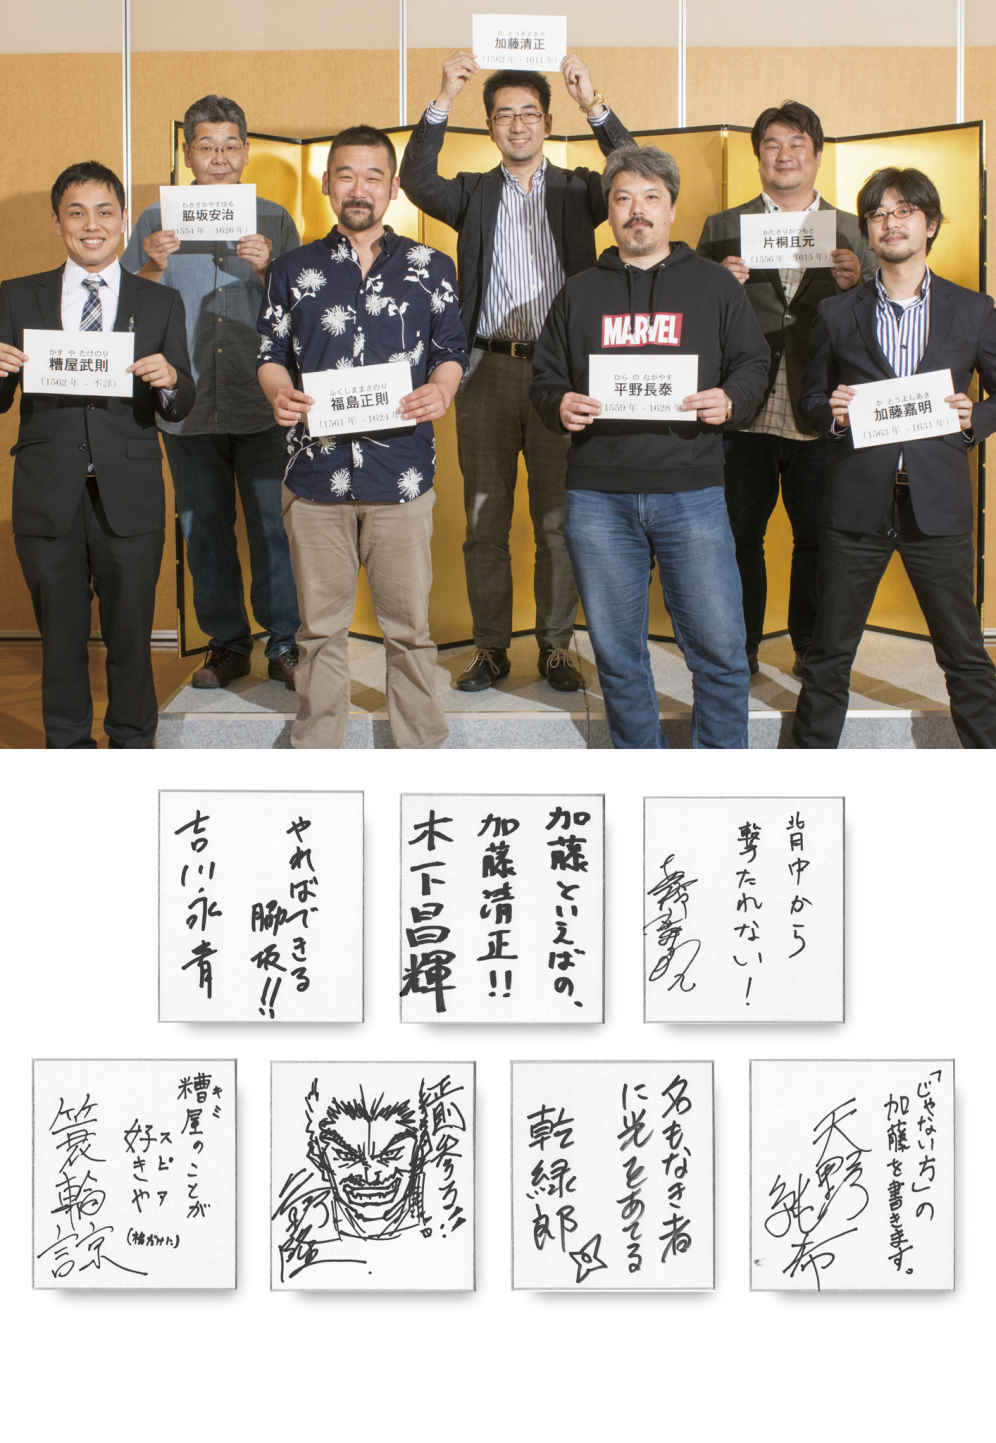 かとうきよまさ
加藤清正
(1562年 - 1611年)
わきざかやすはる
脇坂安治
1554年 - 1626年)
かたぎりかつもと
片桐且元
(1556年 - 1615年)
かすやたけのり
糟屋武則
(1562年 - 不詳)
ふくしままさのり
福島正則
(1561年 - 1624年
ひらのながやす
平野長泰
1559年 - 1628年
かとうよしあき
加藤嘉明
(1563年 - 1631年)
MARVEL
やればできる
脇坂!!
吉川永青
加藤といえばの、
加藤清正!!
木下昌輝
背中から
撃たれない!
糟屋のことが
キミ
好きや
スピア
(槍かけた)
簑輪諒
参ろう!!
名もなき者
に光をあてる
乾緑郎
「じゃない方」の
加藤を書きます。
天野純希